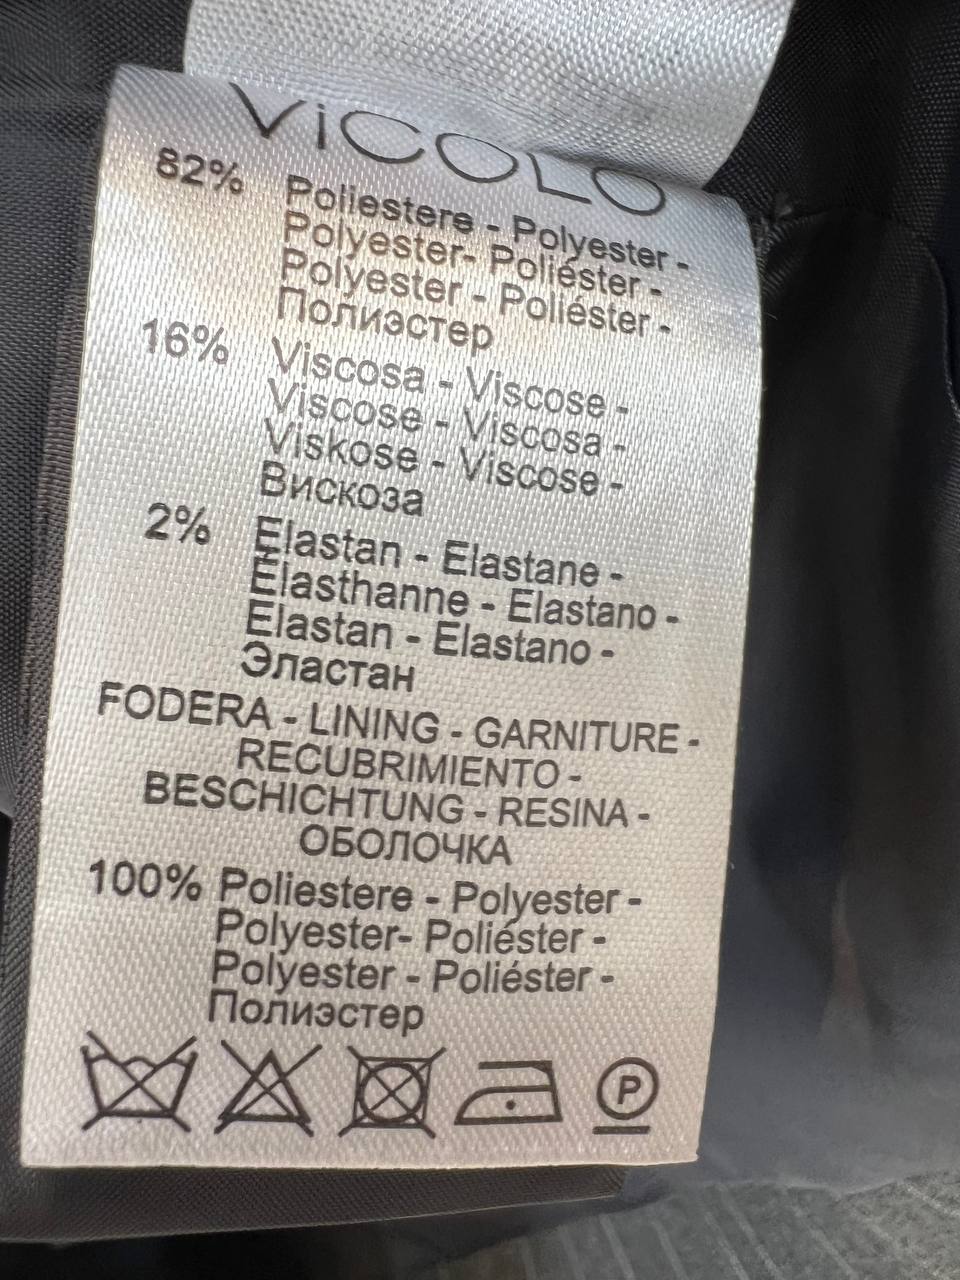 ViCOLO
82% Poliestere - Polyester -
Polyester- Poliéster -
Polyester - Poliéster -
Полиэстер
16% Viscosa - Viscose -
Viscose - Viscosa -
Viskose - Viscose -
Вискоза
2% Elastan - Elastane -
Élasthanne - Elastano -
Elastan - Elastano -
Эластан
FODERA - LINING - GARNITURE -
RECUBRIMIENTO -
BESCHICHTUNG - RESINA -
ОБОЛОЧКА
100% Poliestere - Polyester -
Polyester- Poliéster -
Polyester - Poliéster -
Полиэстер
P